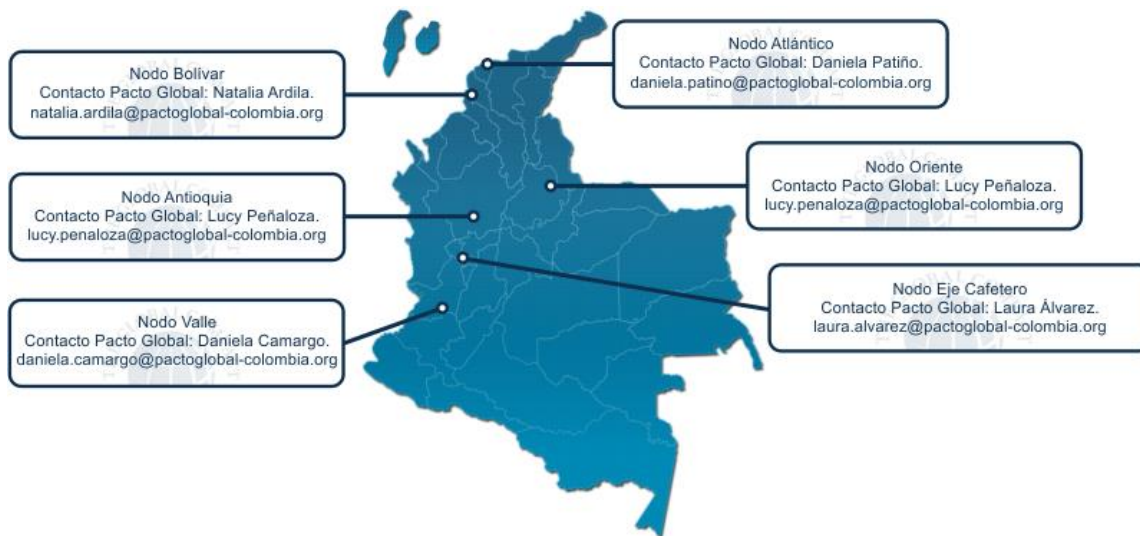 Nodo Bolívar
Contacto Pacto Global: Natalia Ardila.
natalia.ardila@pactoglobal-colombia.org
Nodo Atlántico
Contacto Pacto Global: Daniela Patiño.
daniela.patino@pactoglobal-colombia.org
Nodo Antioquia
Contacto Pacto Global: Lucy Peñaloza.
lucy.penaloza@pactoglobal-colombia.org
Nodo Oriente
Contacto Pacto Global: Lucy Peñaloza.
lucy.penaloza@pactoglobal-colombia.org
Nodo Valle
Contacto Pacto Global: Daniela Camargo.
daniela.camargo@pactoglobal-colombia.org
Nodo Eje Cafetero
Contacto Pacto Global: Laura Álvarez.
laura.alvarez@pactoglobal-colombia.org